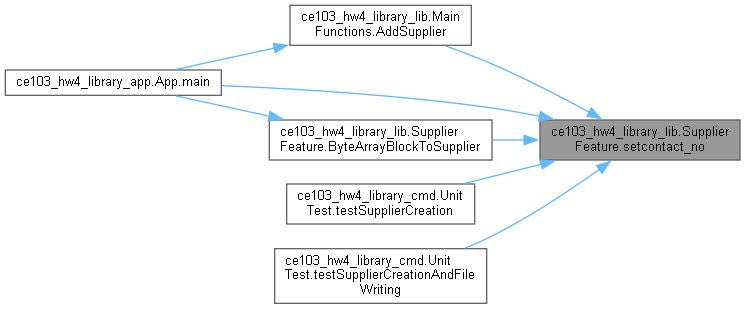 ce103_hw4_library_lib.Main
Functions.AddSupplier
ce103_hw4_library_app.App.main
ce103_hw4_library_lib.Supplier
Feature.ByteArrayBlockToSupplier
ce103_hw4_library_lib.Supplier
Feature.setcontact_no
ce103_hw4_library_cmd.Unit
Test.testSupplierCreation
ce103_hw4_library_cmd.Unit
Test.testSupplierCreationAndFile
Writing